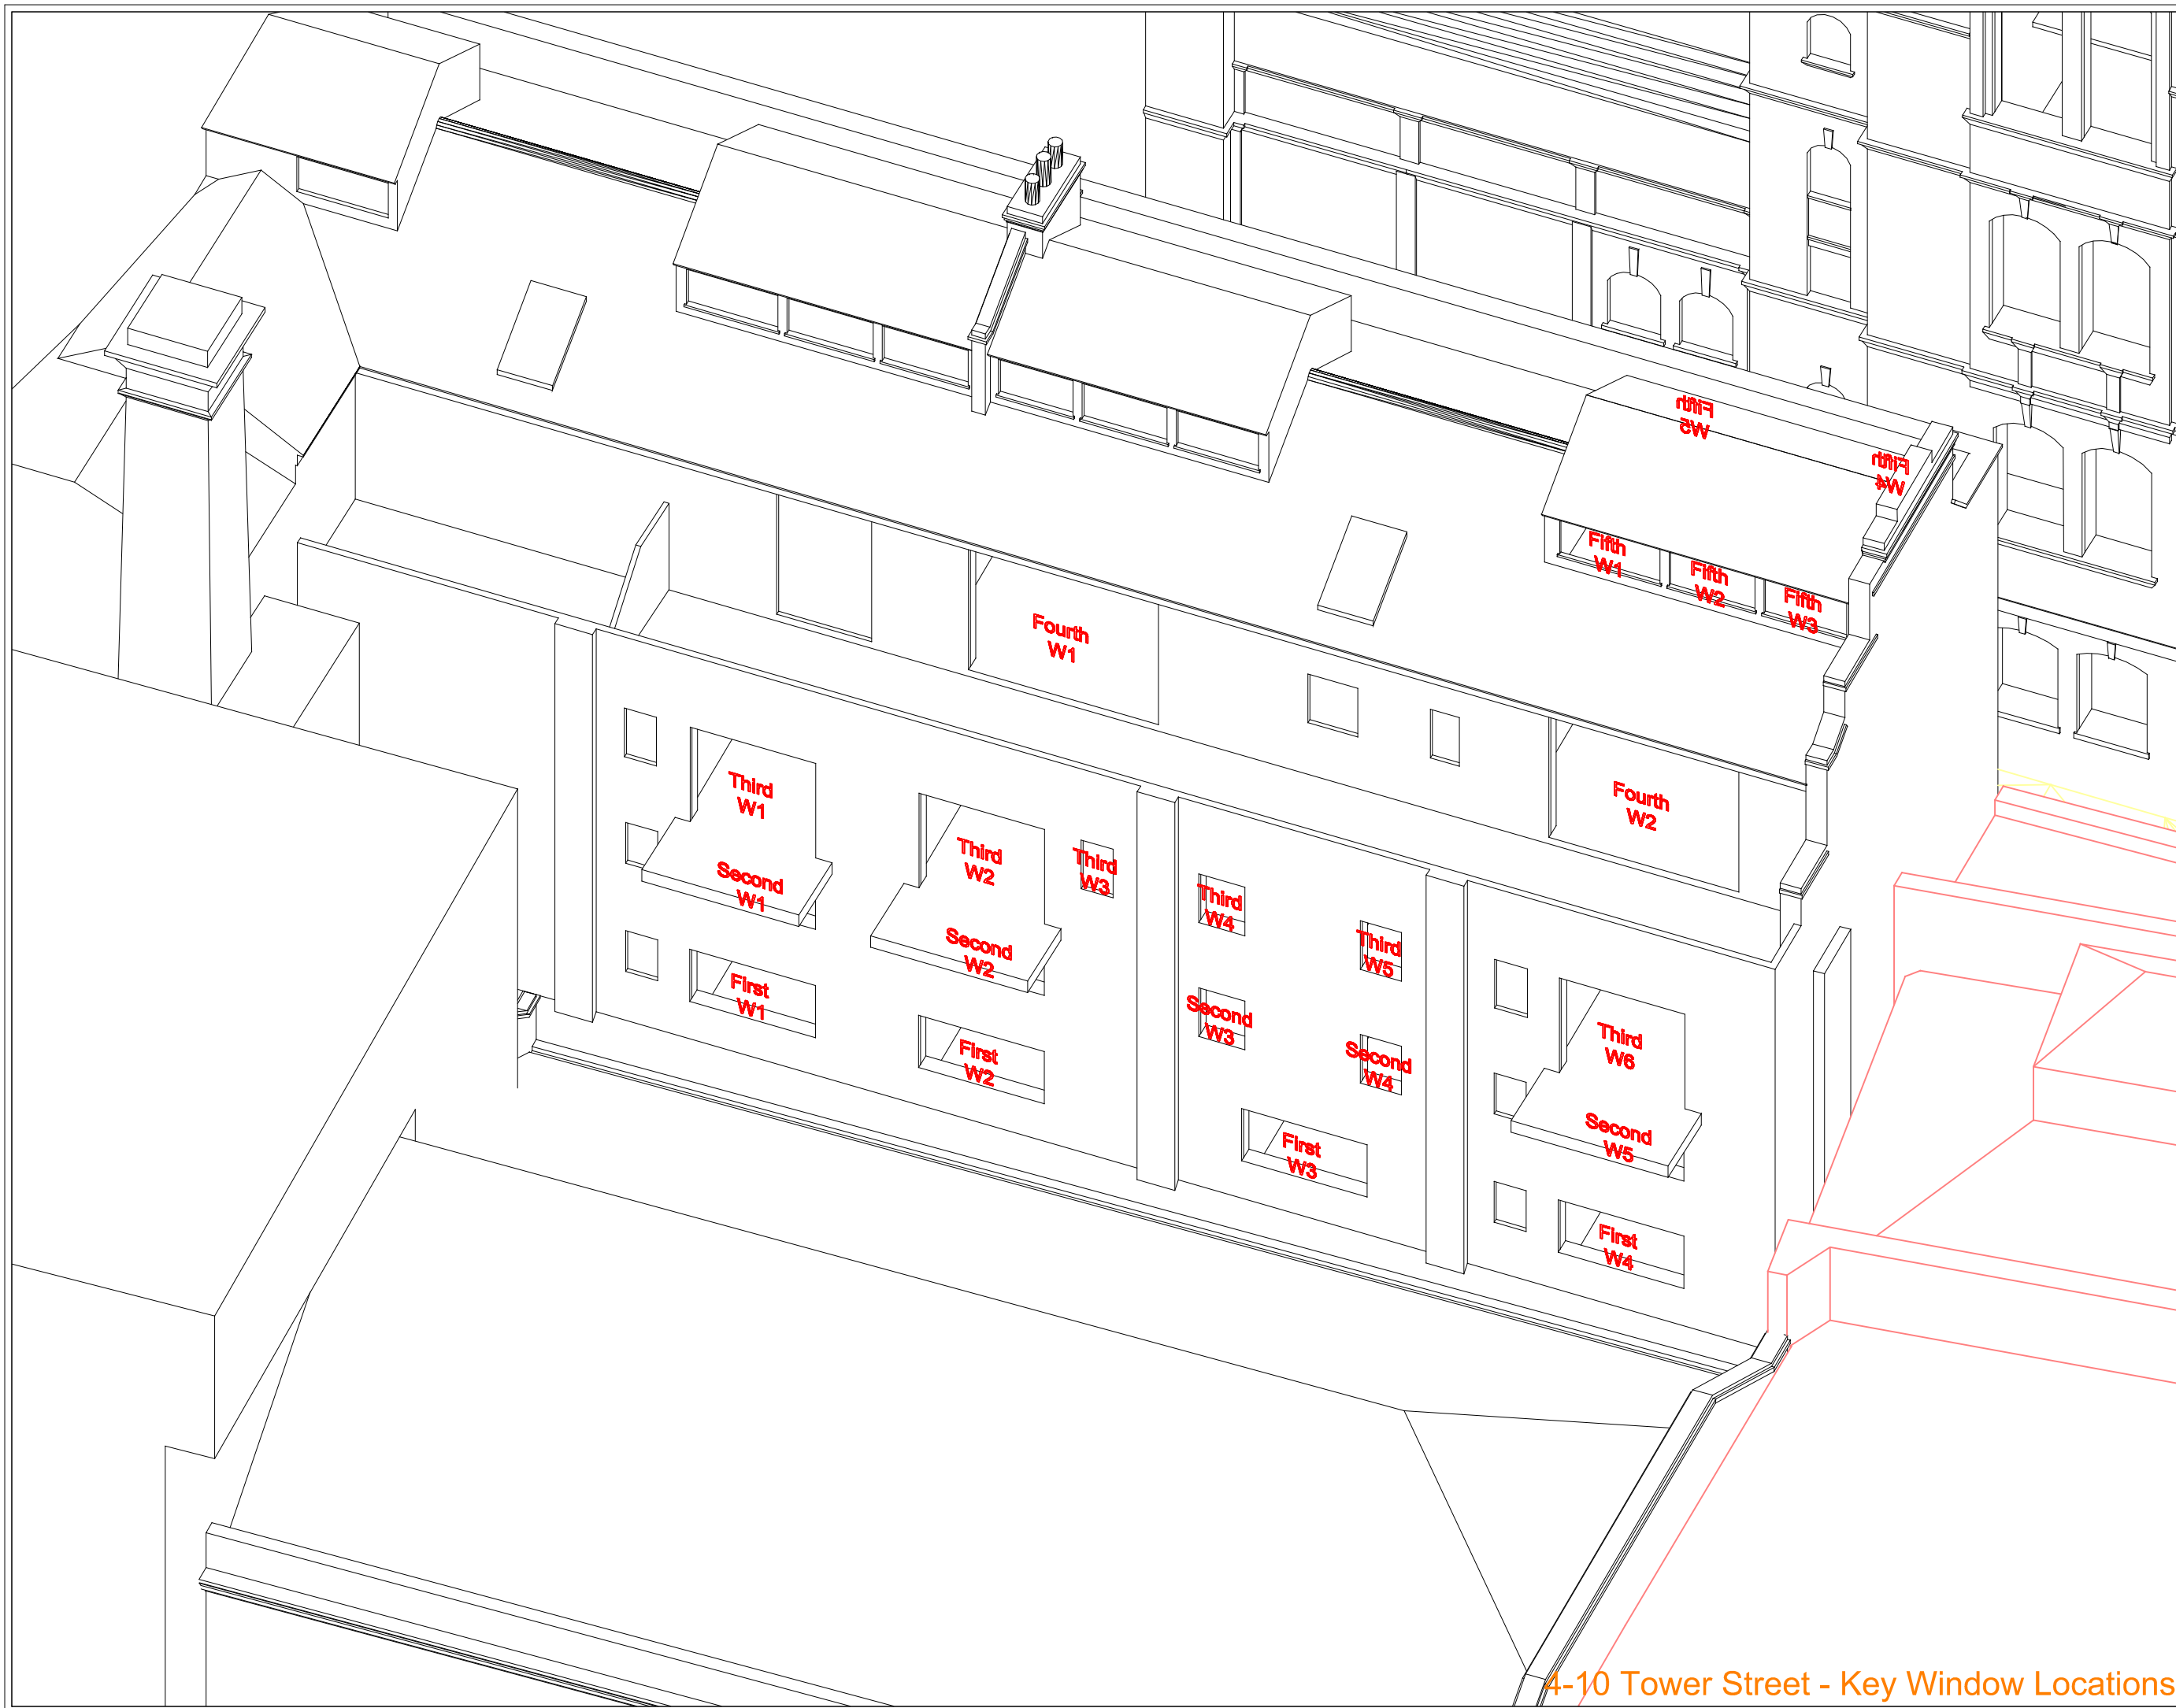 Fifth
W5
Fifth
W4
Fifth
W1
Fifth
W2
Fifth
W3
Fourth
W1
Fourth
W2
Third
W1
Third
W2
Third
W3
Third
W4
Third
W5
Third
W6
Second
W1
Second
W2
Second
W3
Second
W4
Second
W5
First
W1
First
W2
First
W3
First
W4
4-10 Tower Street - Key Window Locations